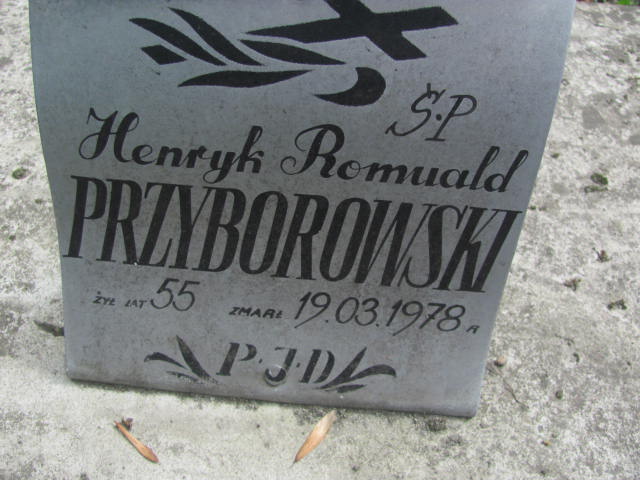 Ś.P
Henryk Romuald
PRZYBOROWSKI
ŻYŁ LAT 55 ZMARŁ 19.03.1978 R
P.J.D